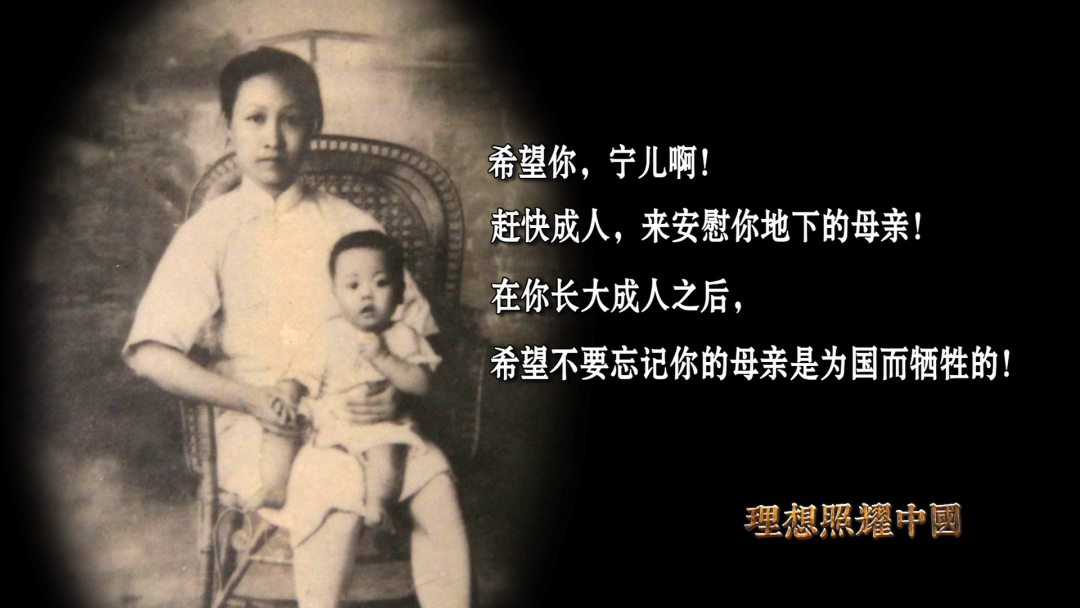 希望你，宁儿啊！
赶快成人，来安慰你地下的母亲！
在你长大成人之后，
希望不要忘记你的母亲是为国而牺牲的！
理想照耀中國